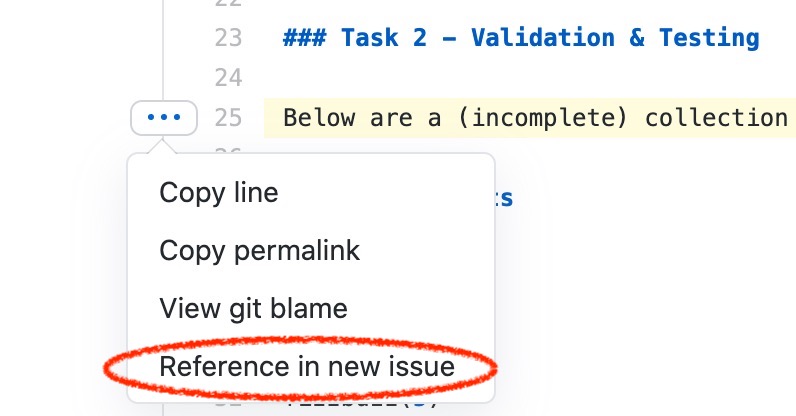 23 ### Task 2 – Validation & Testing
24
••• 25 Below are a (incomplete) collection
Copy line
Copy permalink
View git blame
Reference in new issue